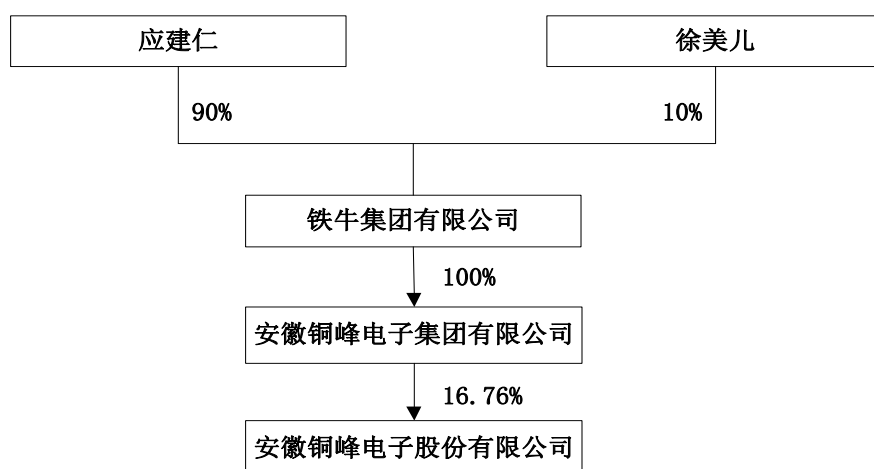 应建仁
徐美儿
90%
10%
铁牛集团有限公司
100%
安徽铜峰电子集团有限公司
16.76%
安徽铜峰电子股份有限公司